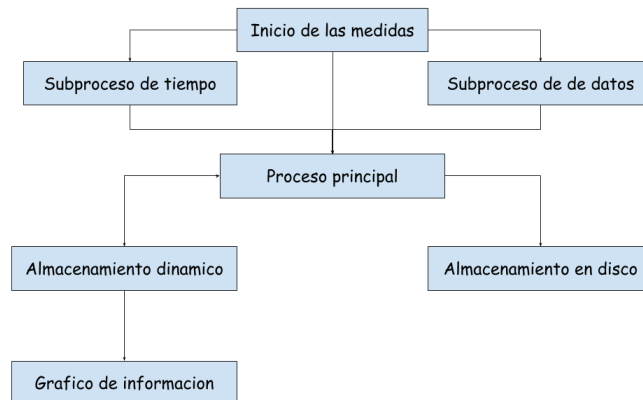 Inicio de las medidas
Subproceso de tiempo
Subproceso de de datos
Proceso principal
Almacenamiento dinamico
Almacenamiento en disco
Grafico de informacion